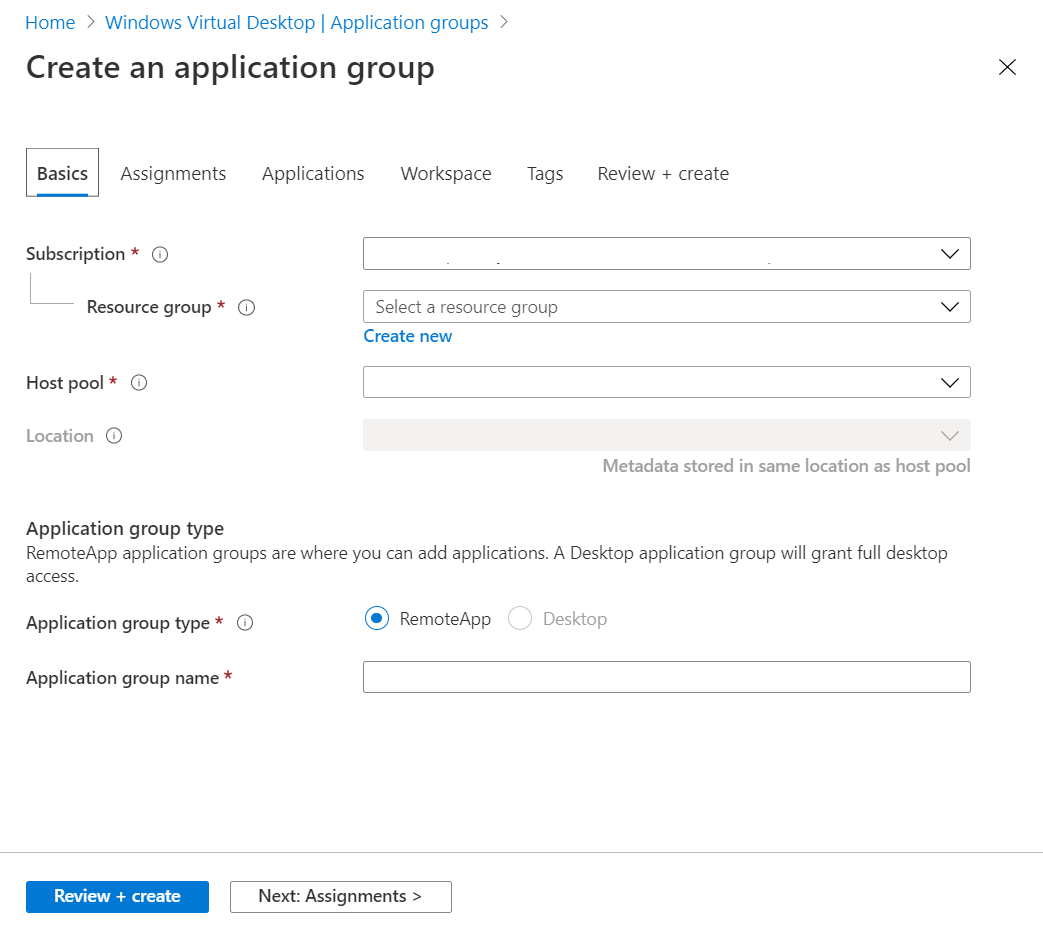 Home > Windows Virtual Desktop | Application groups >
Create an application group
Basics Assignments Applications Workspace Tags Review + create
Subscription *
Resource group * Select a resource group
Create new
Host pool *
Location
Metadata stored in same location as host pool
Application group type
RemoteApp application groups are where you can add applications. A Desktop application group will grant full desktop
access.
Application group type * RemoteApp Desktop
Application group name *
Review + create Next: Assignments >